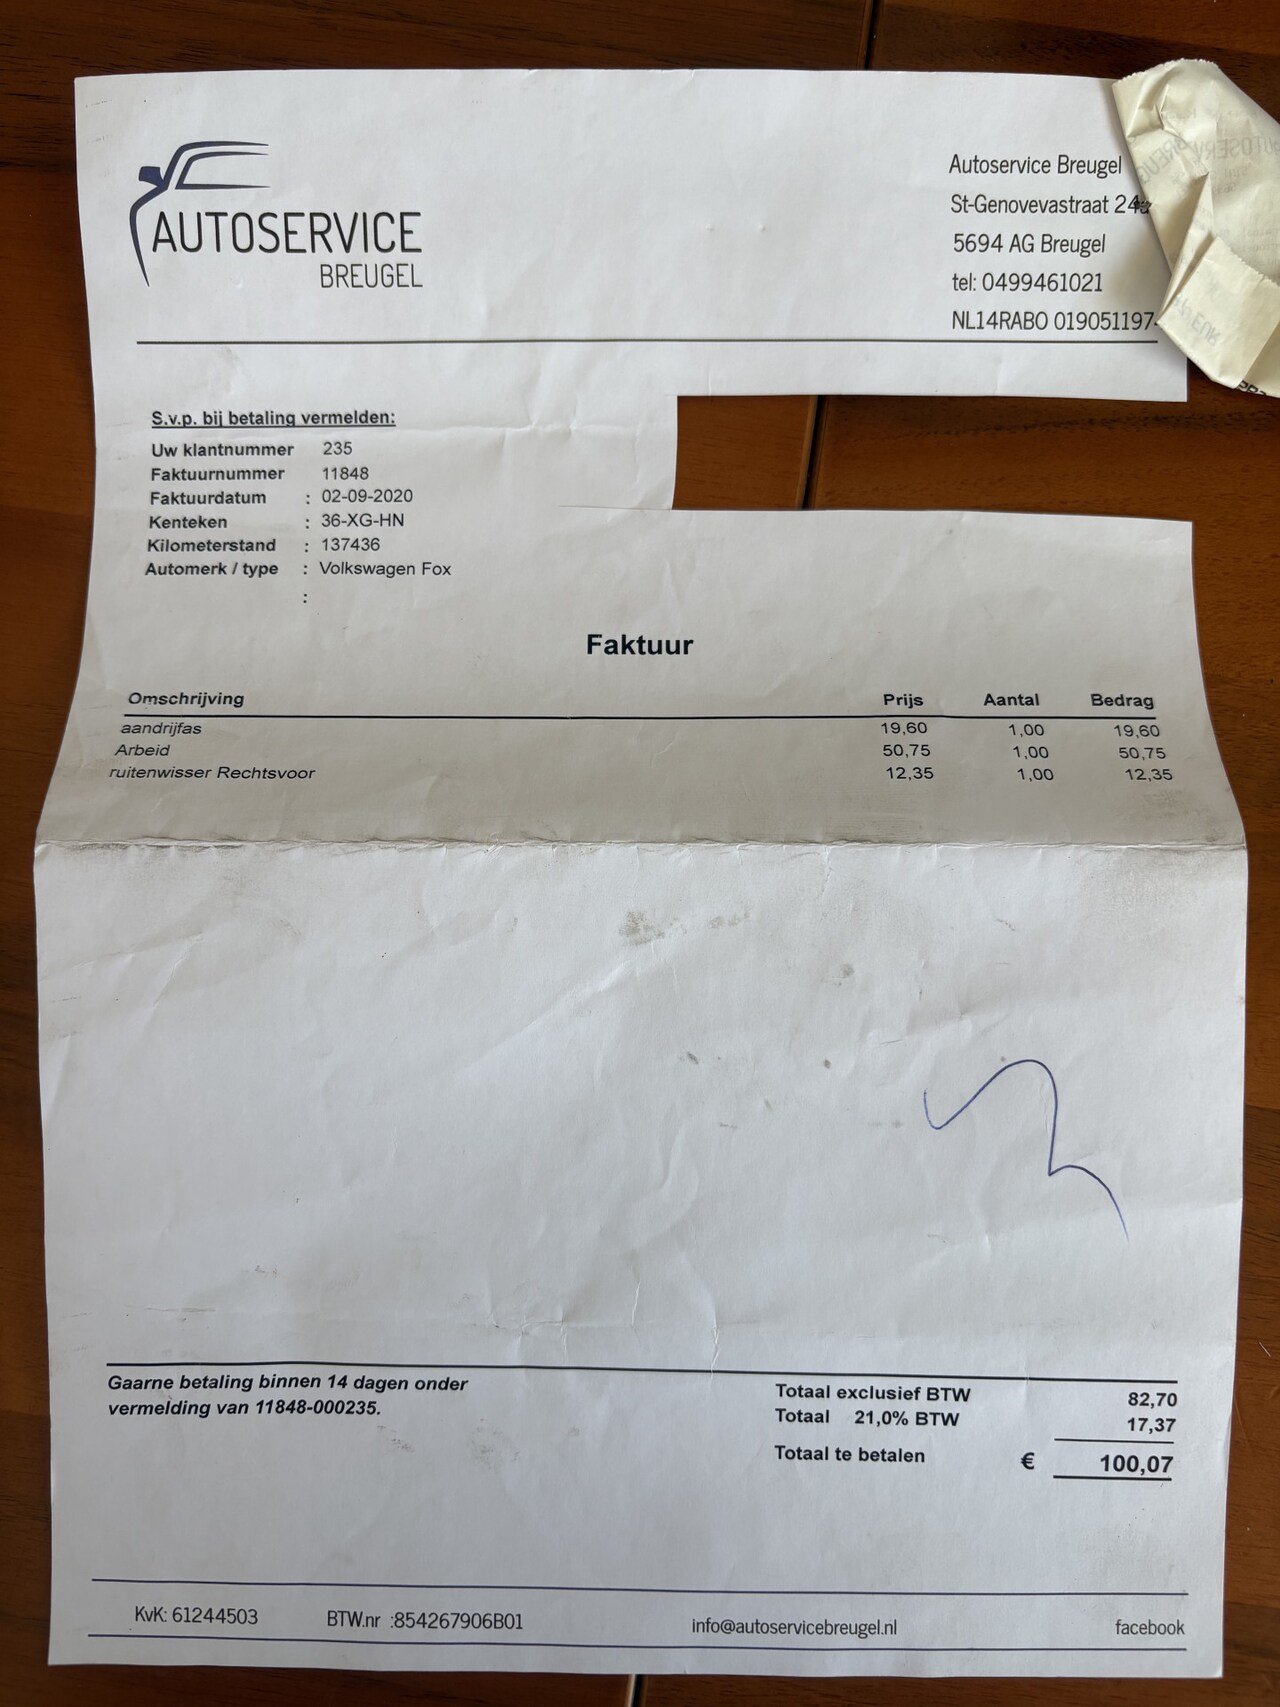 AUTOSERVICE
BREUGEL
Autoservice Breugel
St-Genovevastraat
5694 AG Breugel
tel: 0499461021
NL14RABO 019051197
S.v.p. bij betaling vermelden:
Uw klantnummer 235
Faktuurnummer 11848
Faktuurdatum : 02-09-2020
Kenteken : 36-XG-HN
Kilometerstand : 137436
Automerk / type : Volkswagen Fox
:
Faktuur
Omschrijving Prijs Aantal Bedrag
aandrijfas 19,60 1,00 19,60
Arbeid 50,75 1,00 50,75
ruitenwisser Rechtsvoor 12,35 1,00 12,35
Gaarne betaling binnen 14 dagen onder
vermelding van 11848-000235.
Totaal exclusief BTW 82,70
Totaal 21,0% BTW 17,37
Totaal te betalen € 100,07
KvK: 61244503 BTW.nr :854267906B01 info@autoservicebreugel.nl facebook